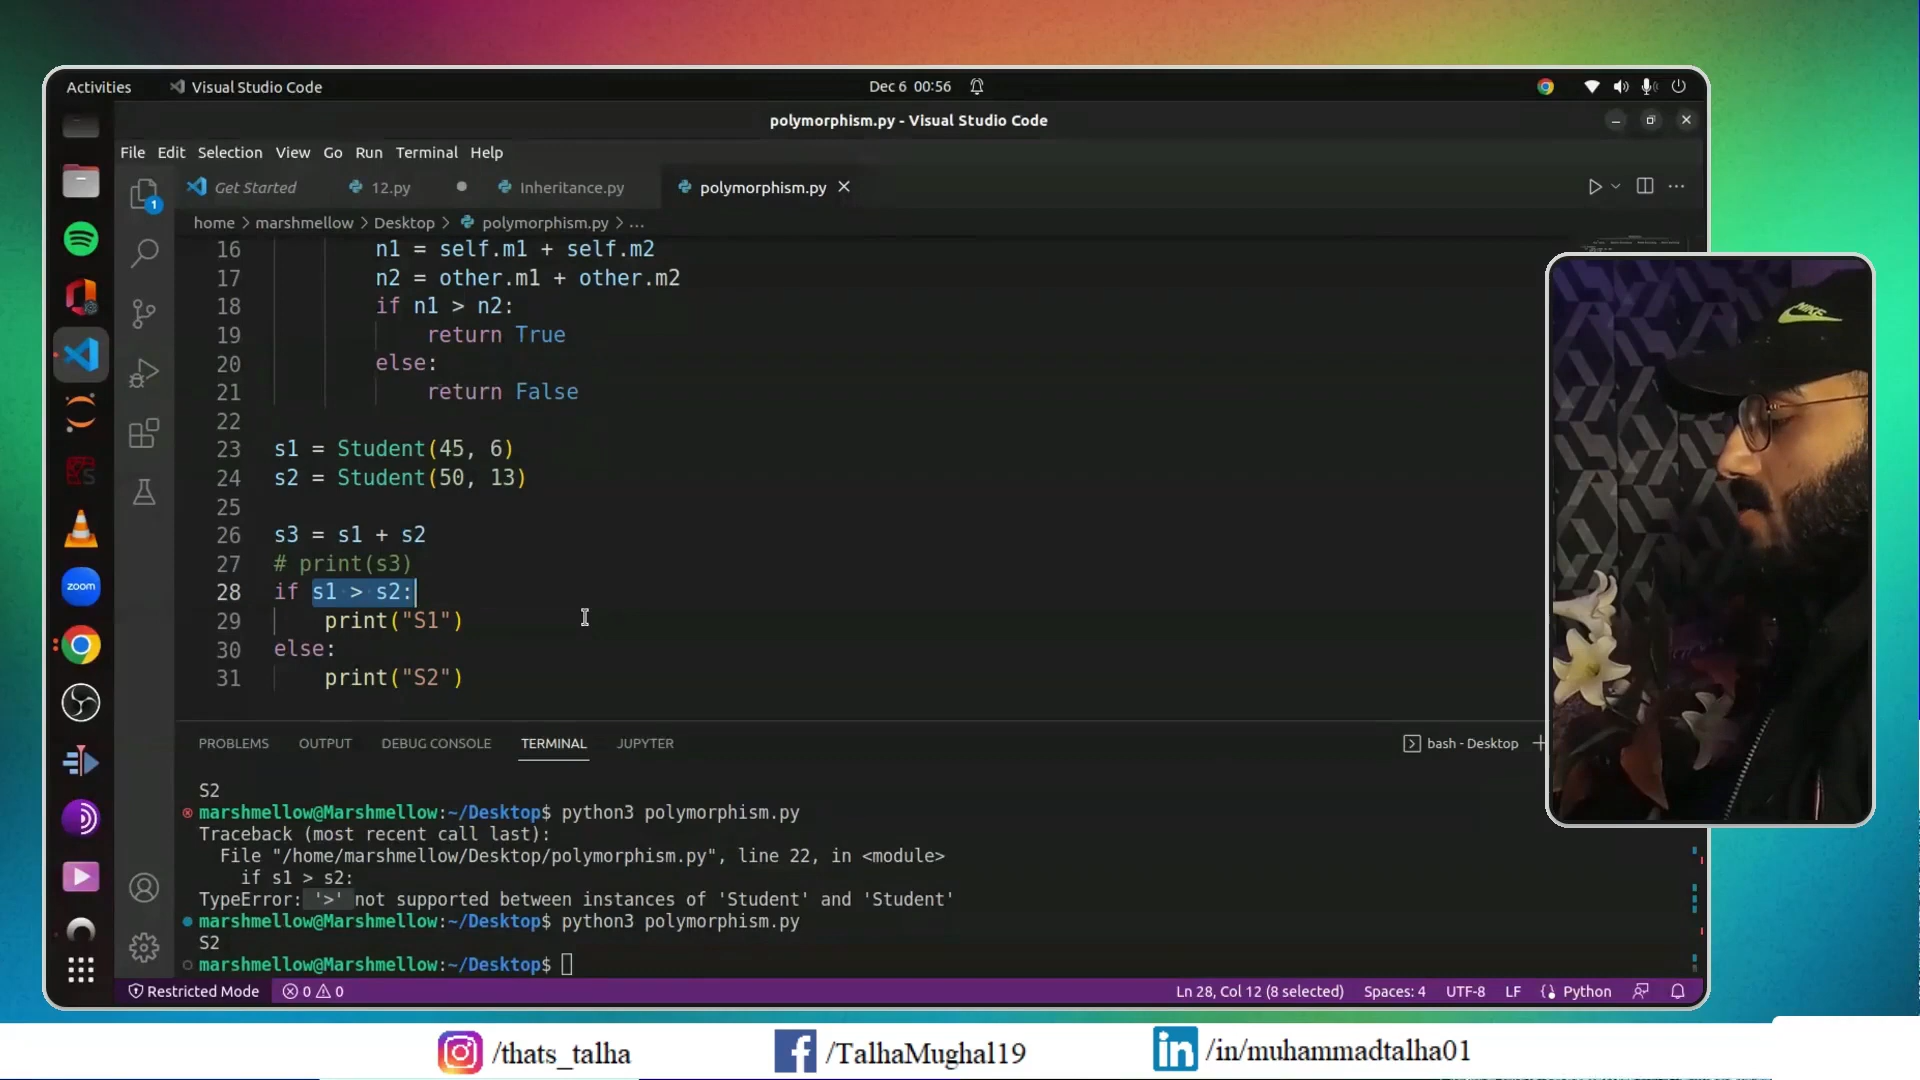 Activities
Visual Studio Code
Dec 6 00:56
polymorphism.py - Visual Studio Code
File Edit Selection View Go Run Terminal Help
Get Started
12.py
Inheritance.py
polymorphism.py
home > marshmellow > Desktop > polymorphism.py > ...
16 n1 = self.m1 + self.m2
17 n2 = other.m1 + other.m2
18 if n1 > n2:
19 return True
20 else:
21 return False
22
23 s1 = Student(45, 6)
24 s2 = Student(50, 13)
25
26 s3 = s1 + s2
27 # print(s3)
28 if s1 > s2:
29 print("S1")
30 else:
31 print("S2")
1
zoom
NIKE
PROBLEMS OUTPUT DEBUG CONSOLE TERMINAL JUPYTER
bash - Desktop
S2
marshmellow@Marshmellow:~/Desktop$ python3 polymorphism.py
Traceback (most recent call last):
File "/home/marshmellow/Desktop/polymorphism.py", line 22, in <module>
if s1 > s2:
TypeError: '>' not supported between instances of 'Student' and 'Student'
marshmellow@Marshmellow:~/Desktop$ python3 polymorphism.py
S2
marshmellow@Marshmellow:~/Desktop$
Restricted Mode 0 0
Ln 28, Col 12 (8 selected) Spaces: 4 UTF-8 LF Python
/thats_talha
/TalhaMughal19
in /in/muhammadtalha01